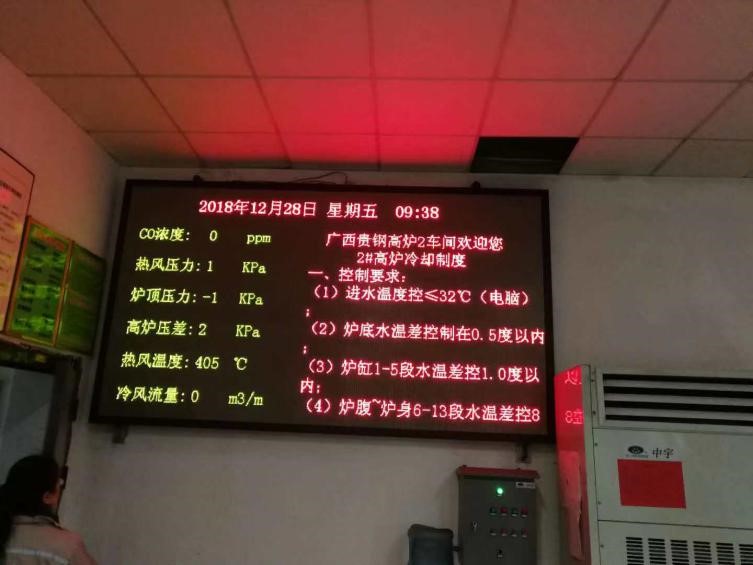 2018年12月28日 星期五 09:38
CO浓度: 0 ppm
热风压力: 1 KPa
炉顶压力: -1 KPa
高炉压差: 2 KPa
热风温度: 405 ℃
冷风流量: 0 m3/m
广西贵钢高炉2车间欢迎您
2#高炉冷却制度
一、控制要求：
（1）进水温度控≤32℃（电脑）
；
（2）炉底水温差控制在0.5度以内
；
（3）炉缸1-5段水温差控1.0度以
内；
（4）炉腹~炉身6-13段水温差控8
中宇